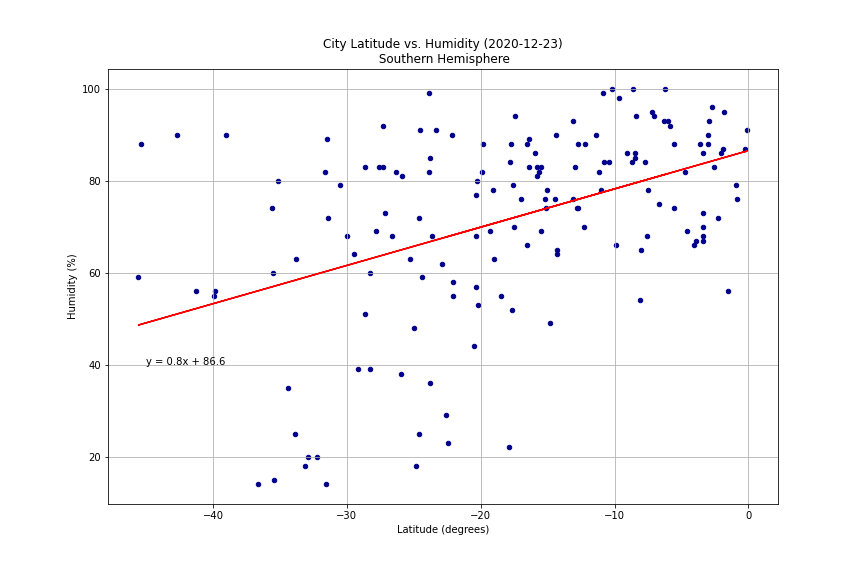 City Latitude vs. Humidity (2020-12-23)
Southern Hemisphere
100
80
60
40
20
Humidity (%)
y = 0.8x + 86.6
−40
−30
−20
−10
0
Latitude (degrees)